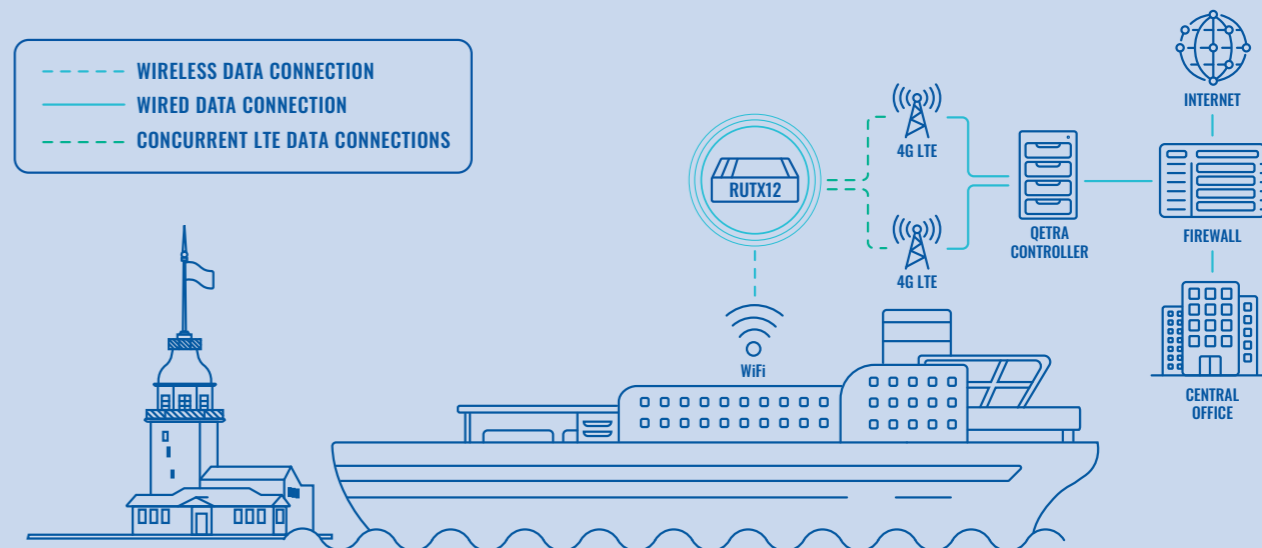 WIRELESS DATA CONNECTION
WIRED DATA CONNECTION
CONCURRENT LTE DATA CONNECTIONS
RUTX12
4G LTE
4G LTE
WiFi
QETRA
CONTROLLER
INTERNET
FIREWALL
CENTRAL
OFFICE